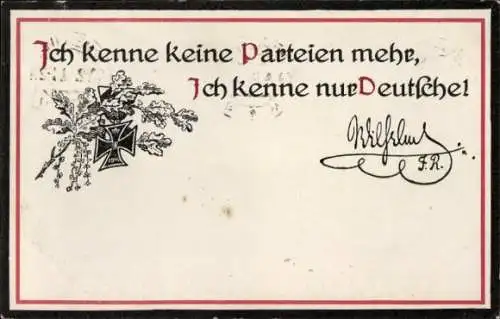 Ich kenne keine Parteien mehr,
Ich kenne nur Deutſche!
Wilhelm
J. R.